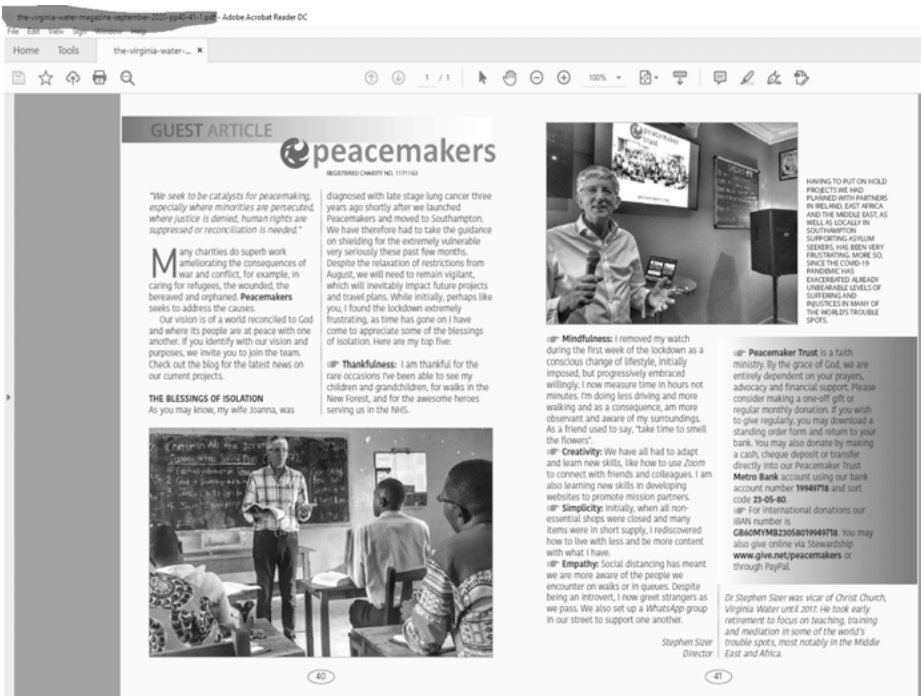 the-virginia-water-magazine-september-2020-pp40-41-1.pdf - Adobe Acrobat Reader DC
File Edit View Sign Window Help
Home Tools the-virginia-water-... ×
1 / 1 100%
GUEST ARTICLE
peacemakers
REGISTERED CHARITY NO. 1171163
"We seek to be catalysts for peacemaking,
especially where minorities are persecuted,
where justice is denied, human rights are
suppressed or reconciliation is needed."
Many charities do superb work
ameliorating the consequences of
war and conflict, for example, in
caring for refugees, the wounded, the
bereaved and orphaned. Peacemakers
seeks to address the causes.
Our vision is of a world reconciled to God
and where its people are at peace with one
another. If you identify with our vision and
purposes, we invite you to join the team.
Check out the blog for the latest news on
our current projects.
THE BLESSINGS OF ISOLATION
As you may know, my wife Joanna, was
diagnosed with late stage lung cancer three
years ago shortly after we launched
Peacemakers and moved to Southampton.
We have therefore had to take the guidance
on shielding for the extremely vulnerable
very seriously these past few months.
Despite the relaxation of restrictions from
August, we will need to remain vigilant,
which will inevitably impact future projects
and travel plans. While initially, perhaps like
you, I found the lockdown extremely
frustrating, as time has gone on I have
come to appreciate some of the blessings
of isolation. Here are my top five:
☞ Thankfulness: I am thankful for the
rare occasions I've been able to see my
children and grandchildren, for walks in the
New Forest, and for the awesome heroes
serving us in the NHS.
40
peacemaker
trust
HAVING TO PUT ON HOLD
PROJECTS WE HAD
PLANNED WITH PARTNERS
IN IRELAND, EAST AFRICA
AND THE MIDDLE EAST, AS
WELL AS LOCALLY IN
SOUTHAMPTON
SUPPORTING ASYLUM
SEEKERS, HAS BEEN VERY
FRUSTRATING. MORE SO,
SINCE THE COVID-19
PANDEMIC HAS
EXACERBATED ALREADY
UNBEARABLE LEVELS OF
SUFFERING AND
INJUSTICES IN MANY OF
THE WORLD'S TROUBLE
SPOTS.
☞ Mindfulness: I removed my watch
during the first week of the lockdown as a
conscious change of lifestyle, initially
imposed, but progressively embraced
willingly. I now measure time in hours not
minutes. I'm doing less driving and more
walking and as a consequence, am more
observant and aware of my surroundings.
As a friend used to say, "take time to smell
the flowers".
☞ Creativity: We have all had to adapt
and learn new skills, like how to use Zoom
to connect with friends and colleagues. I am
also learning new skills in developing
websites to promote mission partners.
☞ Simplicity: Initially, when all non-
essential shops were closed and many
items were in short supply, I rediscovered
how to live with less and be more content
with what I have.
☞ Empathy: Social distancing has meant
we are more aware of the people we
encounter on walks or in queues. Despite
being an introvert, I now greet strangers as
we pass. We also set up a WhatsApp group
in our street to support one another.
Stephen Sizer
Director
☞ Peacemaker Trust is a faith
ministry. By the grace of God, we are
entirely dependent on your prayers,
advocacy and financial support. Please
consider making a one-off gift or
regular monthly donation. If you wish
to give regularly, you may download a
standing order form and return to your
bank. You may also donate by making
a cash, cheque deposit or transfer
directly into our Peacemaker Trust
Metro Bank account using our bank
account number 19949718 and sort
code 23-05-80.
☞ For international donations our
IBAN number is
GB60MYMB23058019949718. You may
also give online via Stewardship
www.give.net/peacemakers or
through PayPal.
Dr Stephen Sizer was vicar of Christ Church,
Virginia Water until 2017. He took early
retirement to focus on teaching, training
and mediation in some of the world's
trouble spots, most notably in the Middle
East and Africa.
41